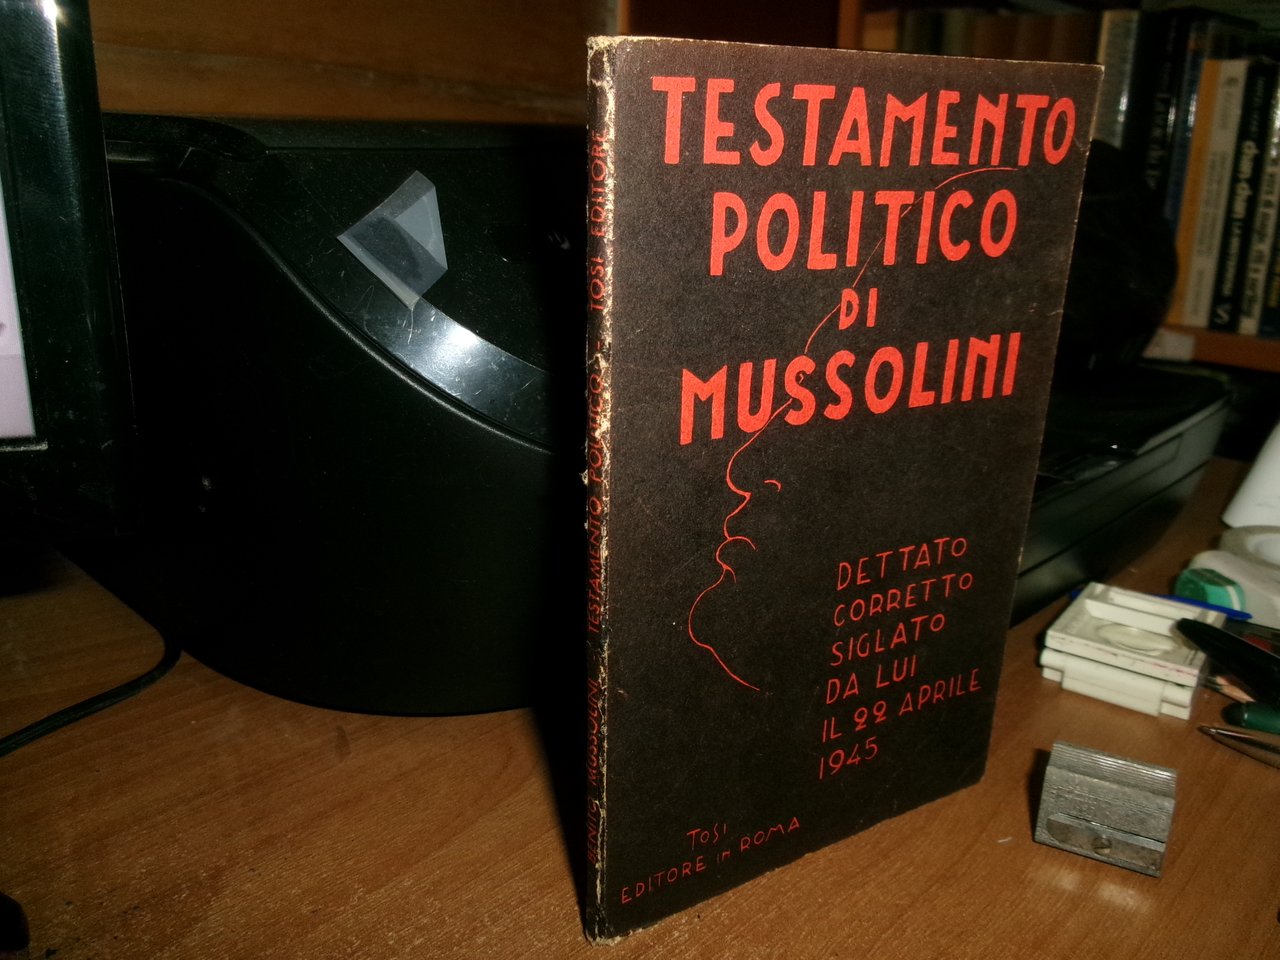 TESTAMENTO
POLITICO
DI
MUSSOLINI
DETTATO
CORRETTO
SIGLATO
DA LUI
IL 22 APRILE
1945
TOSI
EDITORE IN ROMA
BENITO MUSSOLINI TESTAMENTO POLITICO - TOSI EDITORE